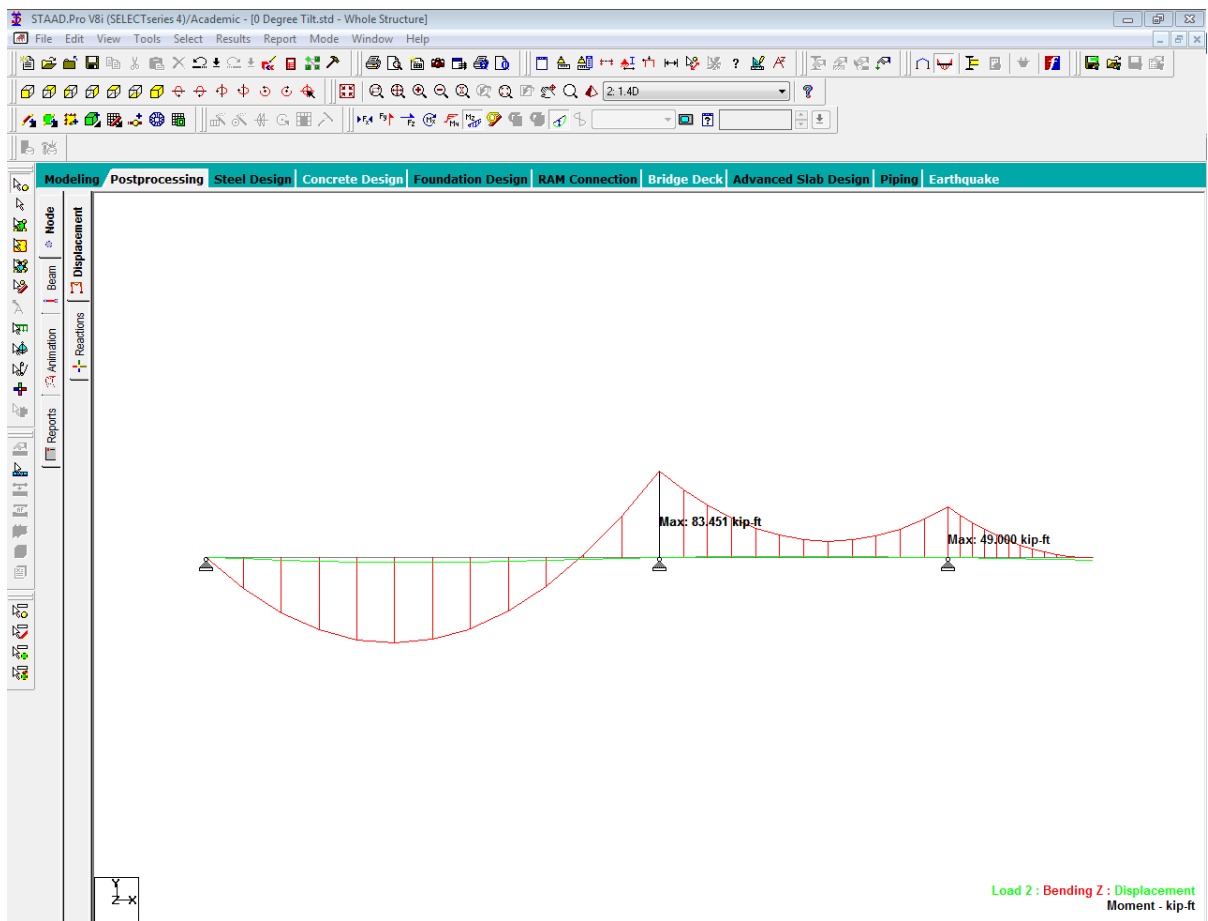 STAAD.Pro V8i (SELECTseries 4)/Academic - [0 Degree Tilt.std - Whole Structure]
File Edit View Tools Select Results Report Mode Window Help
2: 1.4D
Modeling Postprocessing Steel Design Concrete Design Foundation Design RAM Connection Bridge Deck Advanced Slab Design Piping Earthquake
Node
Beam
Animation
Reports
Displacement
Reactions
Max: 83.451 kip-ft
Max: 49.000 kip-ft
Y
Z X
Load 2 : Bending Z : Displacement
Moment - kip-ft